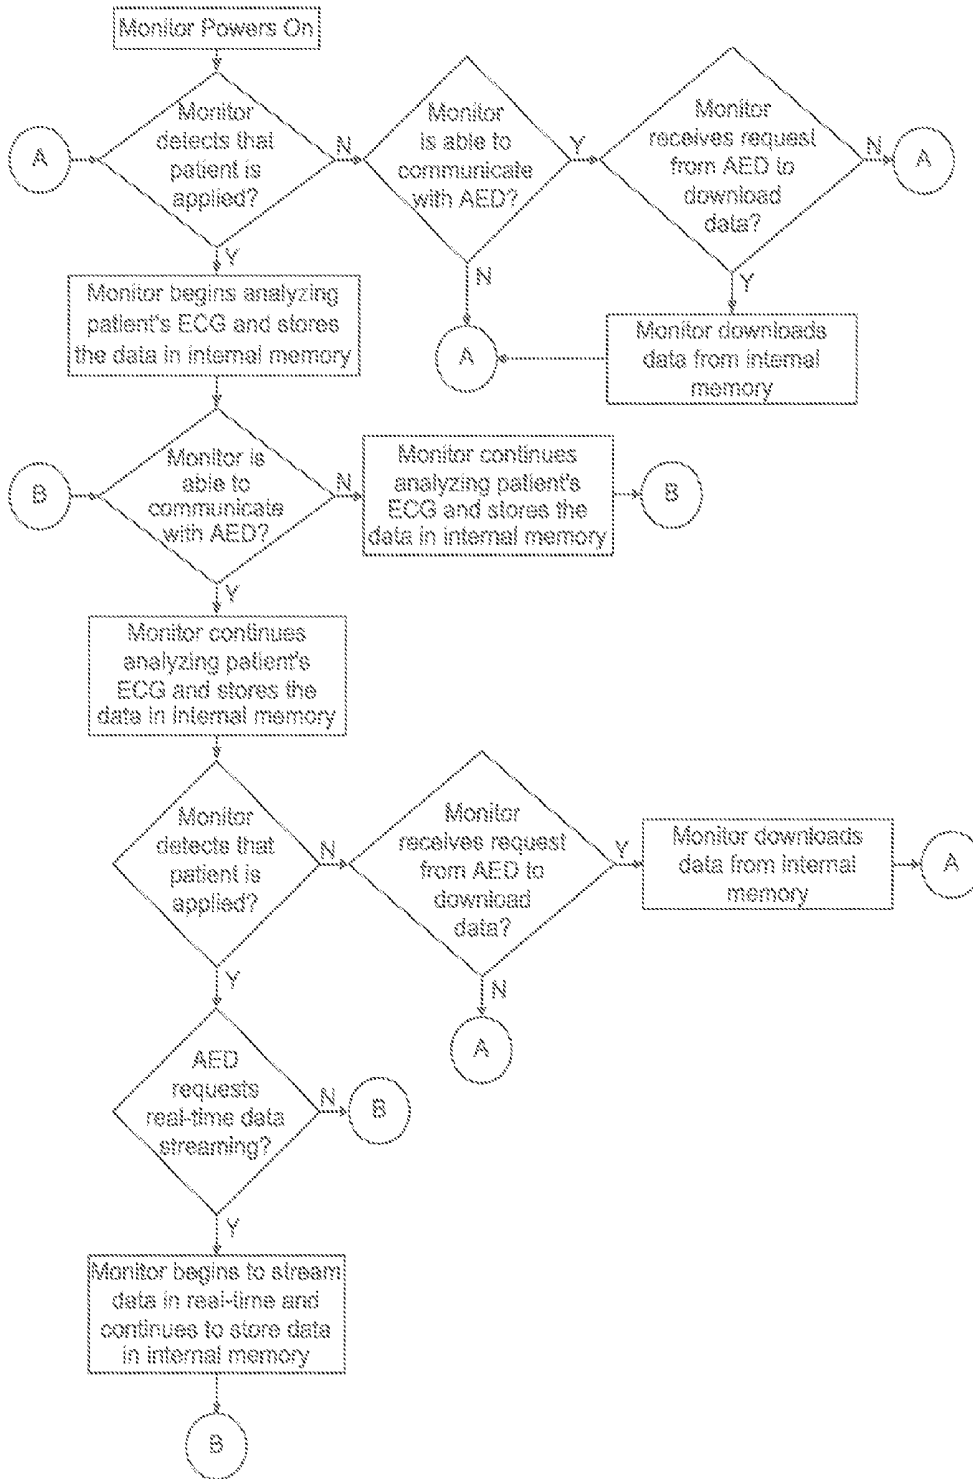 Monitor Powers On
Monitor
detects that
patient is
applied?
A
N
Y
Monitor
is able to
communicate
with AED?
Y
N
Monitor
receives request
from AED to
download
data?
N
A
Y
Monitor begins analyzing
patient's ECG and stores
the data in internal memory
A
Monitor downloads
data from internal
memory
B
Monitor is
able to
communicate
with AED?
N
Y
Monitor continues
analyzing patient's
ECG and stores the
data in internal memory
B
Monitor continues
analyzing patient's
ECG and stores the
data in internal memory
Monitor
detects that
patient is
applied?
N
Y
Monitor
receives request
from AED to
download
data?
Y
N
Monitor downloads
data from internal
memory
A
A
AED
requests
real-time data
streaming?
N
B
Y
Monitor begins to stream
data in real-time and
continues to store data
in internal memory
B